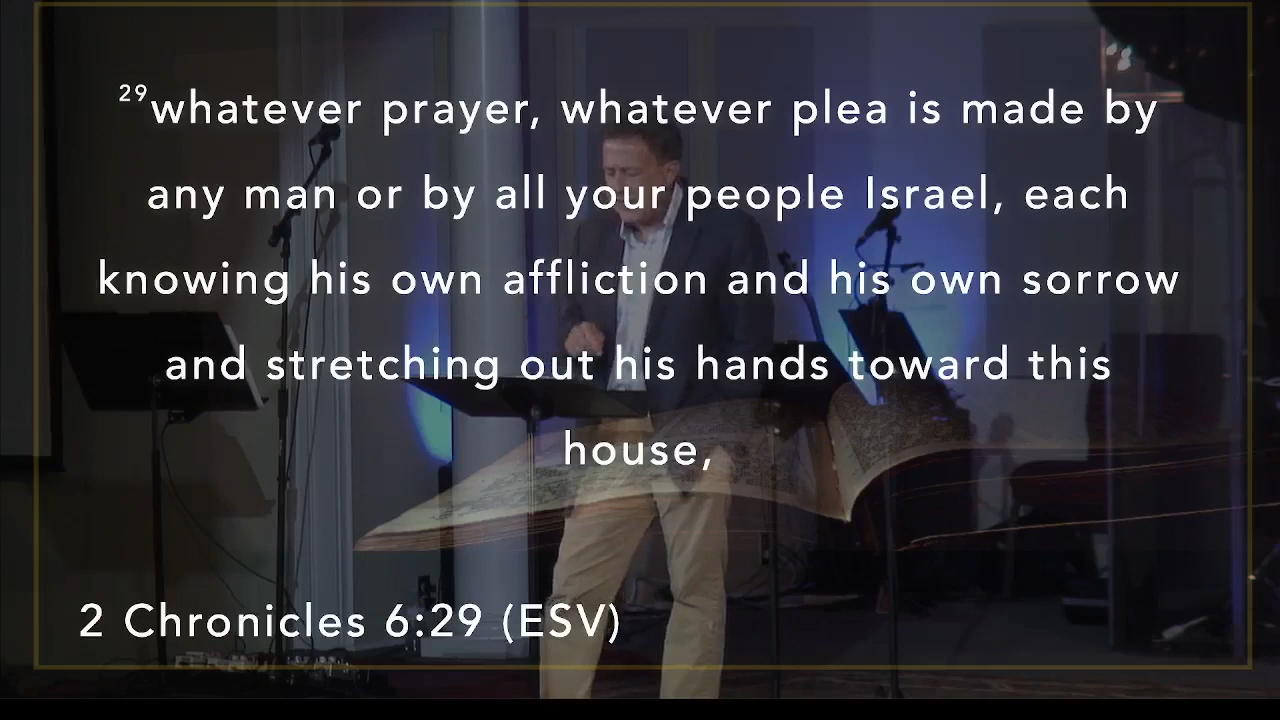 29whatever prayer, whatever plea is made by
any man or by all your people Israel, each
knowing his own affliction and his own sorrow
and stretching out his hands toward this
house,
2 Chronicles 6:29 (ESV)